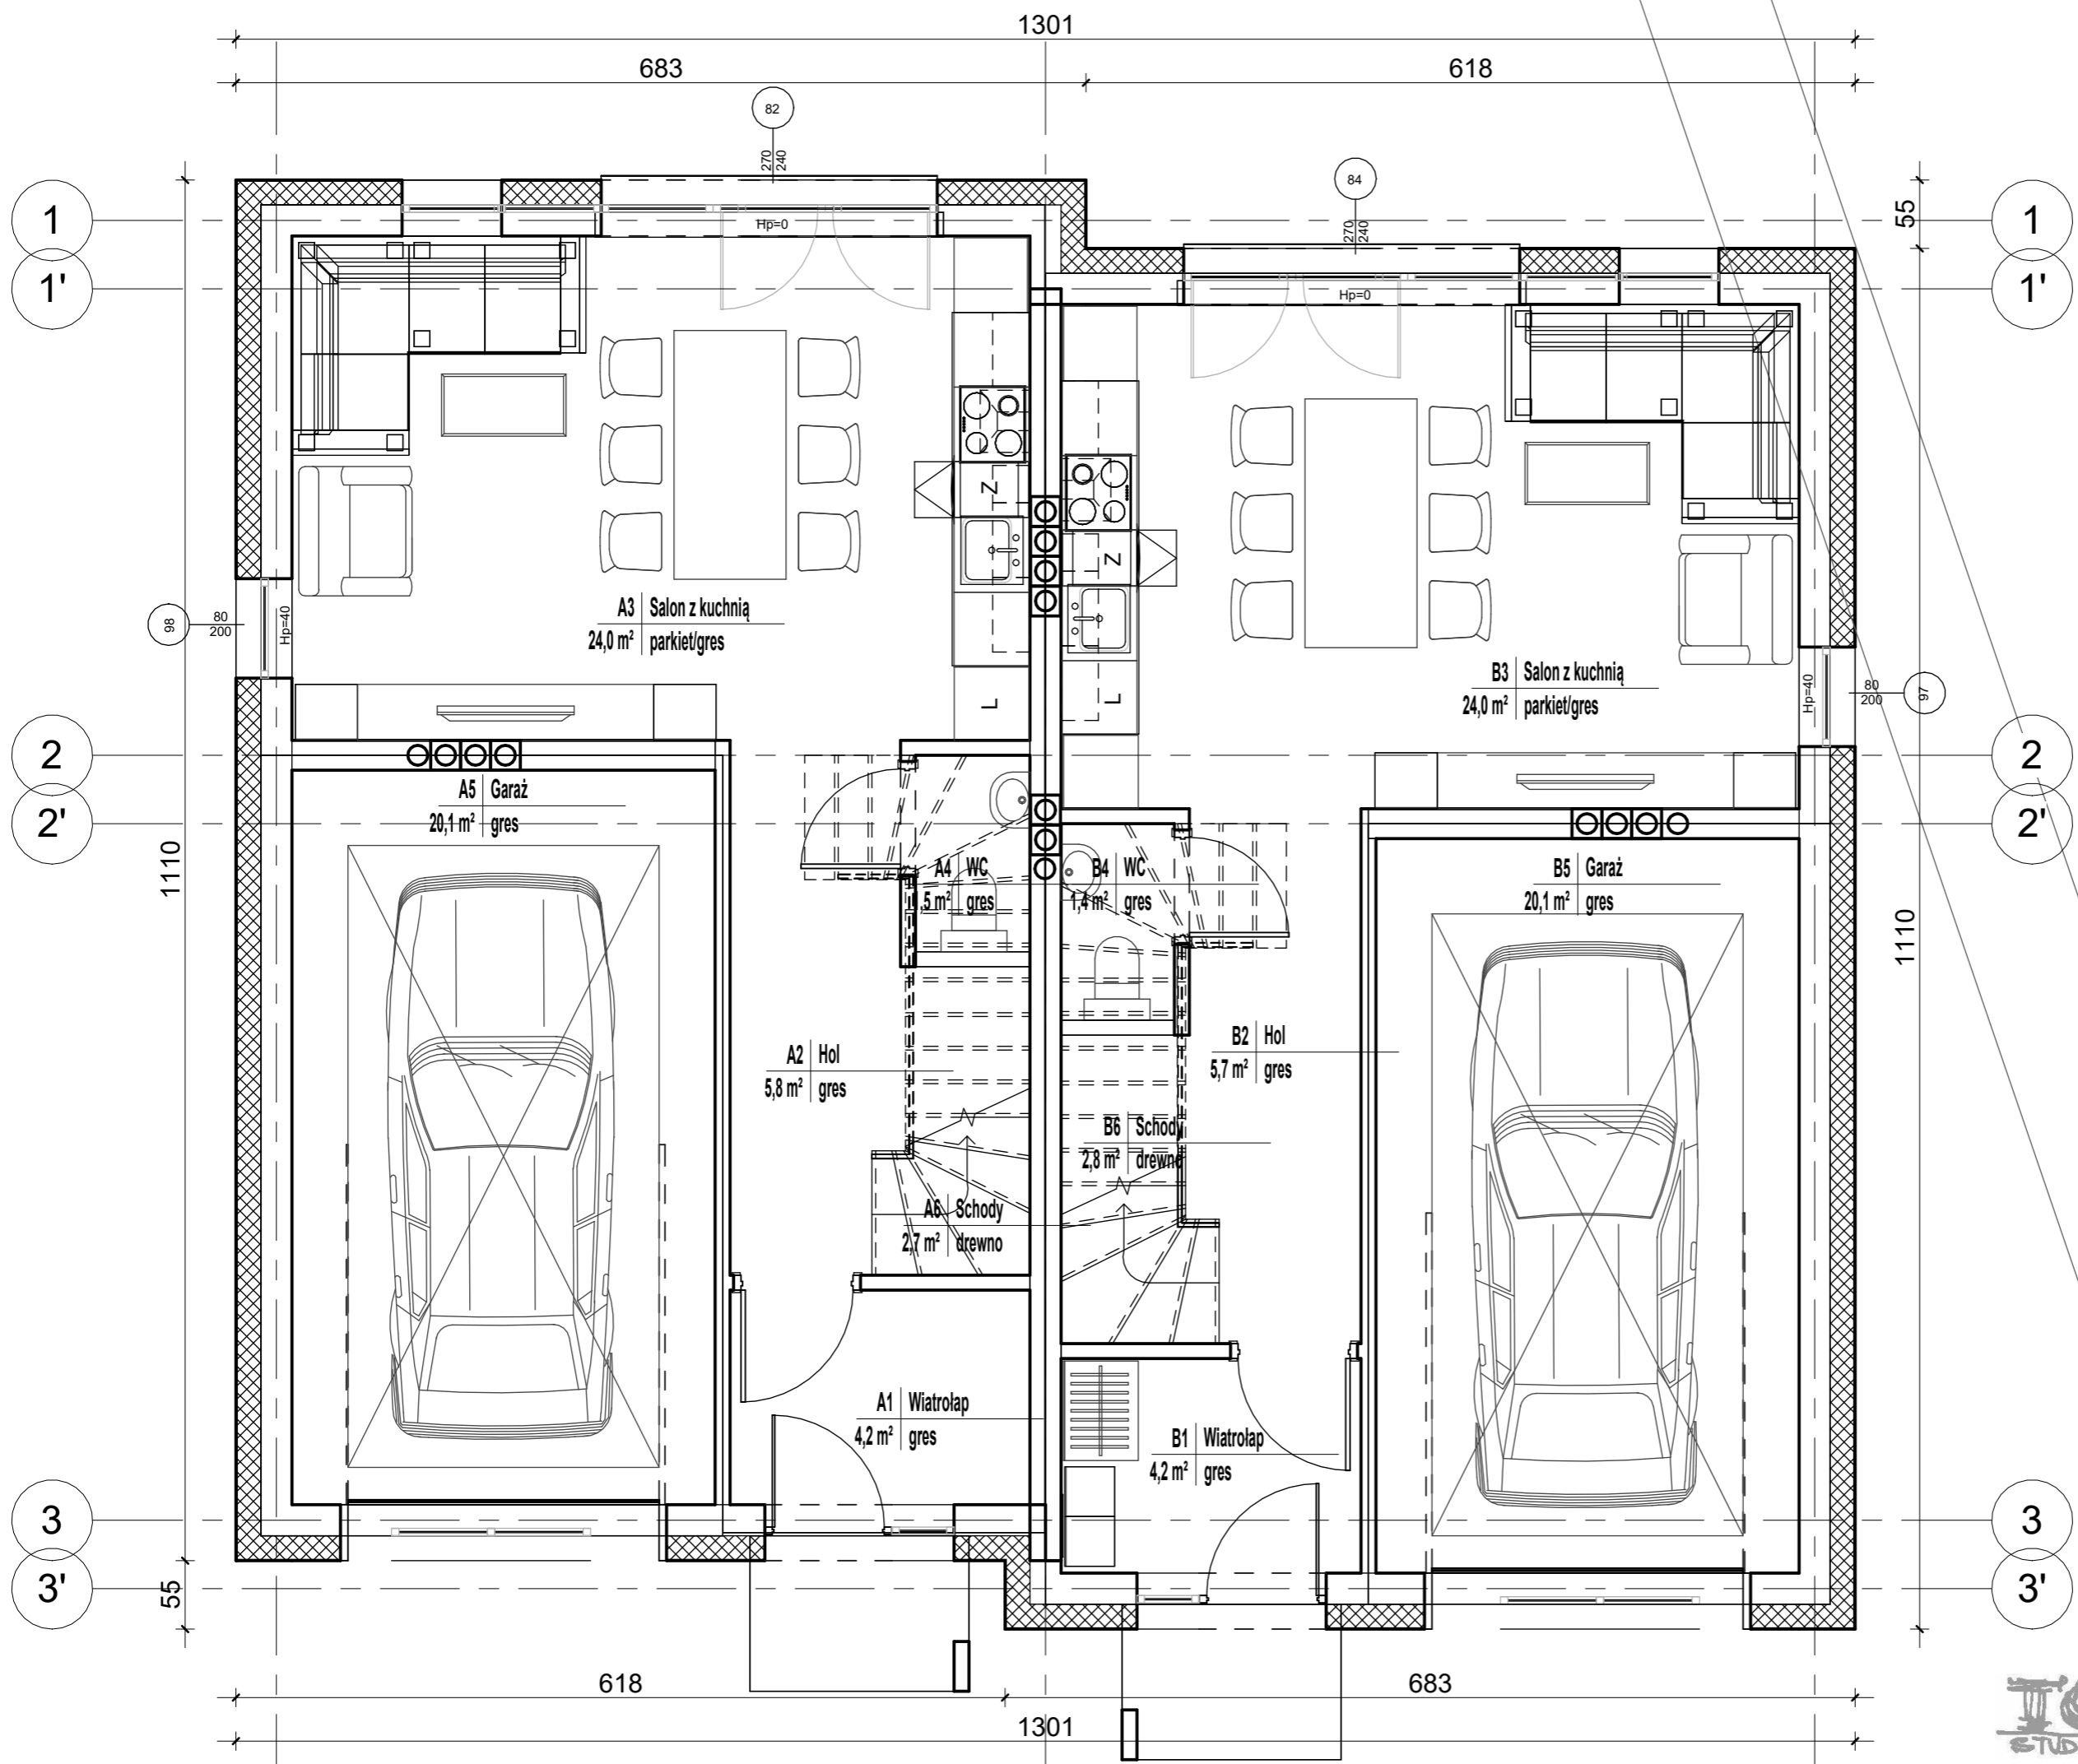 1301
683
618
82
84
270
240
270
240
1
1
55
Hp=0
1'
1'
Hp=0
Z
Z
98
80
200
Hp=40
A3 Salon z kuchnią
24,0 m² parkiet/gres
B3 Salon z kuchnią
24,0 m² parkiet/gres
Hp=40
80
200
97
L
L
2
2
A5 Garaż
20,1 m² gres
2'
2'
1110
A4 WC
,5 m² gres
B4 WC
1,4 m² gres
B5 Garaż
20,1 m² gres
1110
A2 Hol
5,8 m² gres
B2 Hol
5,7 m² gres
B6 Schody
2,8 m² drewno
A6 Schody
2,7 m² drewno
A1 Wiatrołap
4,2 m² gres
B1 Wiatrołap
4,2 m² gres
3
3
3'
3'
55
618
683
1301